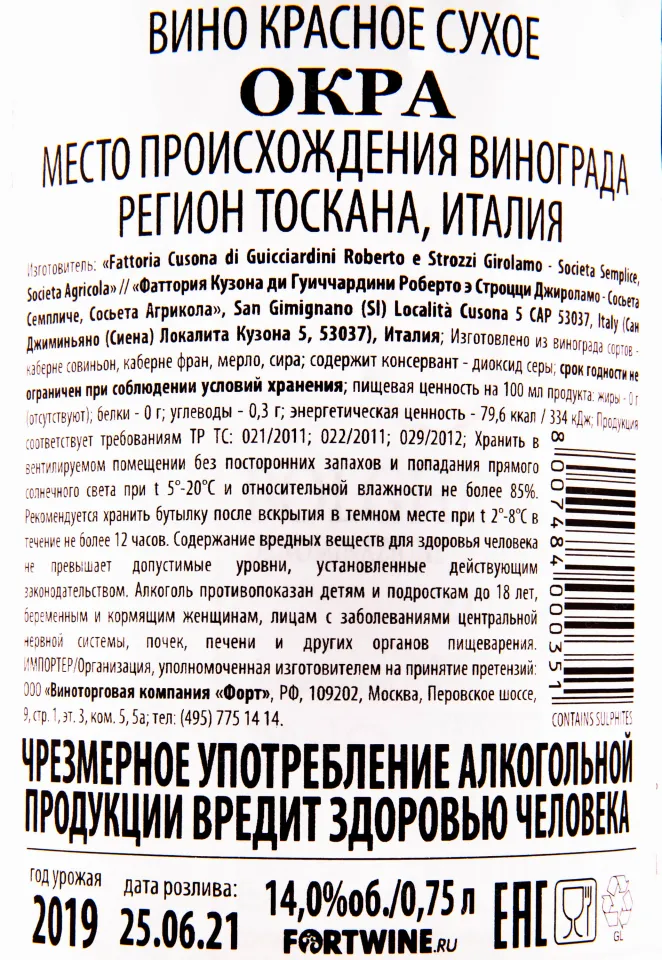 ВИНО КРАСНОЕ СУХОЕ
ОКРА
МЕСТО ПРОИСХОЖДЕНИЯ ВИНОГРАДА
РЕГИОН ТОСКАНА, ИТАЛИЯ
Изготовитель: «Fattoria Cusona di Guicciardini Roberto e Strozzi Girolamo - Societa Semplice,
Societa Agricola» // «Фаттория Кузона ди Гуиччардини Роберто э Строцци Джироламо - Сосьета
Семпличе, Сосьета Агрикола», San Gimignano (SI) Località Cusona 5 CAP 53037, Italy (Сан
Джиминьяно (Сиена) Локалита Кузона 5, 53037), Италия; Изготовлено из винограда сортов -
каберне совиньон, каберне фран, мерло, сира; содержит консервант - диоксид серы; срок годности не
ограничен при соблюдении условий хранения; пищевая ценность на 100 мл продукта: жиры - 0 г
(отсутствуют); белки - 0 г; углеводы - 0,3 г; энергетическая ценность - 79,6 ккал / 334 кДж; Продукция
соответствует требованиям ТР ТС: 021/2011; 022/2011; 029/2012; Хранить в
вентилируемом помещении без посторонних запахов и попадания прямого
солнечного света при t 5°-20°C и относительной влажности не более 85%.
Рекомендуется хранить бутылку после вскрытия в темном месте при t 2°-8°C в
течение не более 12 часов. Содержание вредных веществ для здоровья человека
не превышает допустимые уровни, установленные действующим
законодательством. Алкоголь противопоказан детям и подросткам до 18 лет,
беременным и кормящим женщинам, лицам с заболеваниями центральной
нервной системы, почек, печени и других органов пищеварения.
ИМПОРТЕР/Организация, уполномоченная изготовителем на принятие претензий:
ООО «Виноторговая компания «Форт», РФ, 109202, Москва, Перовское шоссе,
9, стр. 1, эт. 3, ком. 5, 5а; тел: (495) 775 14 14.
8 007484 000351
CONTAINS SULPHITES
ЧРЕЗМЕРНОЕ УПОТРЕБЛЕНИЕ АЛКОГОЛЬНОЙ
ПРОДУКЦИИ ВРЕДИТ ЗДОРОВЬЮ ЧЕЛОВЕКА
год урожая
2019
дата розлива:
25.06.21
14,0%об./0,75 л
FORTWINE.RU
EAC
GL